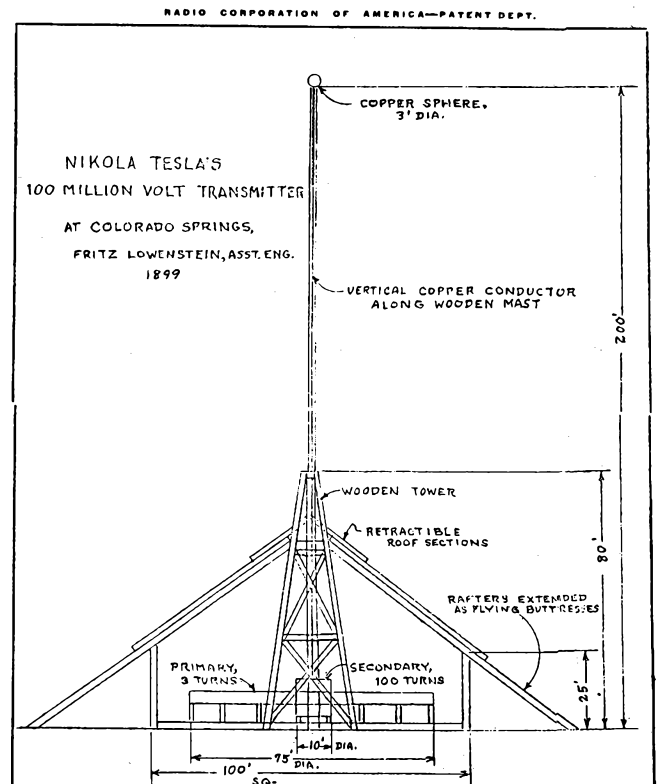 RADIO CORPORATION OF AMERICA—PATENT DEPT.
COPPER SPHERE,
3' DIA.
NIKOLA TESLA'S
100 MILLION VOLT TRANSMITTER
AT COLORADO SPRINGS,
FRITZ LOWENSTEIN, ASST. ENG.
1899
VERTICAL COPPER CONDUCTOR
ALONG WOODEN MAST
200'
WOODEN TOWER
RETRACTIBLE
ROOF SECTIONS
80'
RAFTERS EXTENDED
AS FLYING BUTTRESSES
PRIMARY,
3 TURNS
SECONDARY,
100 TURNS
25'
10' DIA.
75' DIA.
100'
SQ.